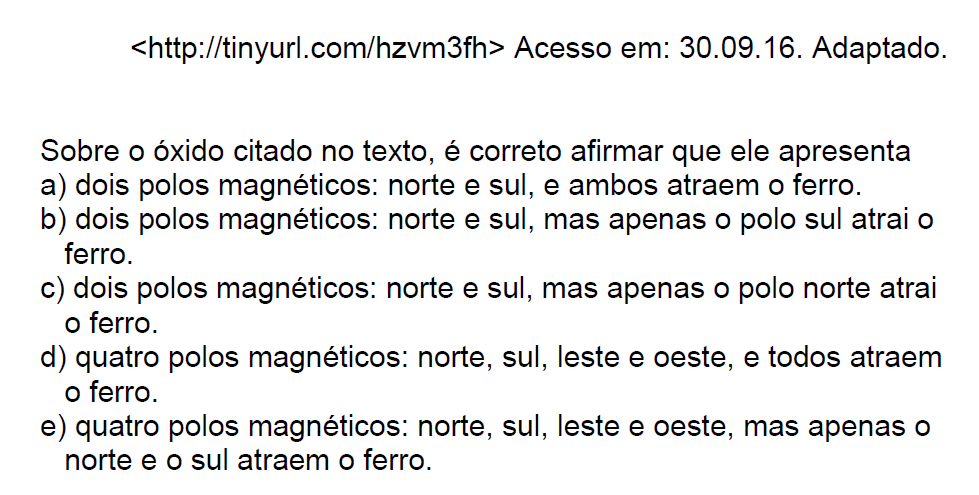 <http://tinyurl.com/hzvm3fh> Acesso em: 30.09.16. Adaptado.
Sobre o óxido citado no texto, é correto afirmar que ele apresenta
a) dois polos magnéticos: norte e sul, e ambos atraem o ferro.
b) dois polos magnéticos: norte e sul, mas apenas o polo sul atrai o
ferro.
c) dois polos magnéticos: norte e sul, mas apenas o polo norte atrai
o ferro.
d) quatro polos magnéticos: norte, sul, leste e oeste, e todos atraem
o ferro.
e) quatro polos magnéticos: norte, sul, leste e oeste, mas apenas o
norte e o sul atraem o ferro.